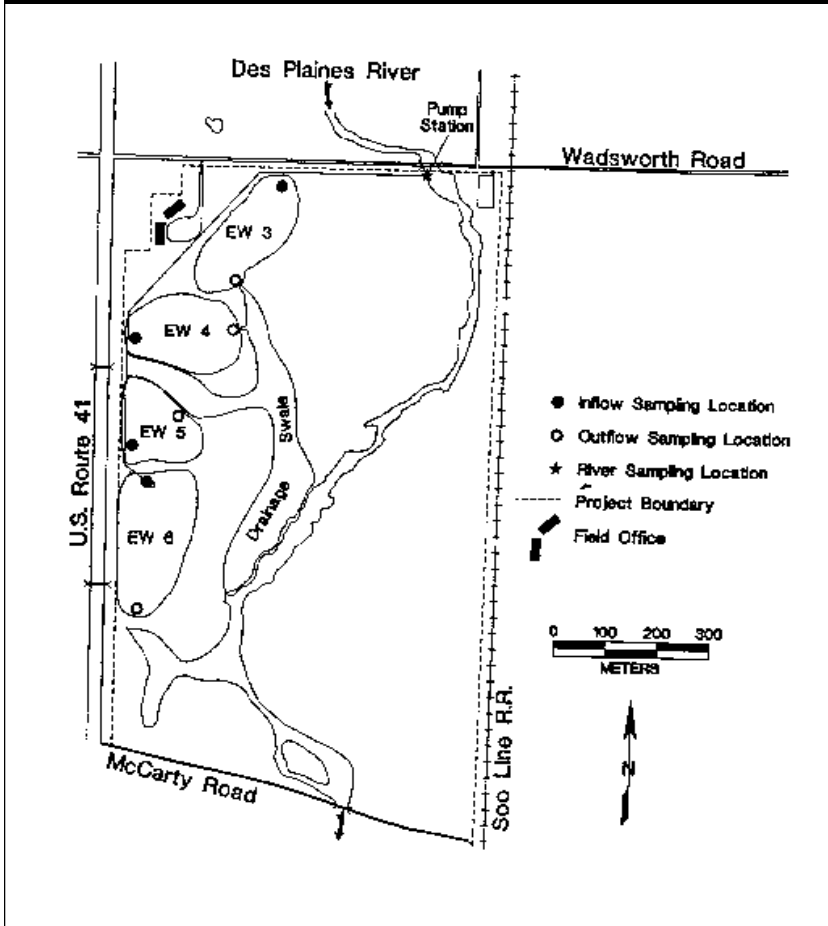 Des Plaines River
Pump
Station
Wadsworth Road
EW 3
EW 4
EW 5
EW 6
U.S. Route 41
Drainage Swale
Inflow Sampling Location
Outflow Sampling Location
River Sampling Location
Project Boundary
Field Office
0 100 200 300
METERS
N
Soo Line R.R.
McCarty Road